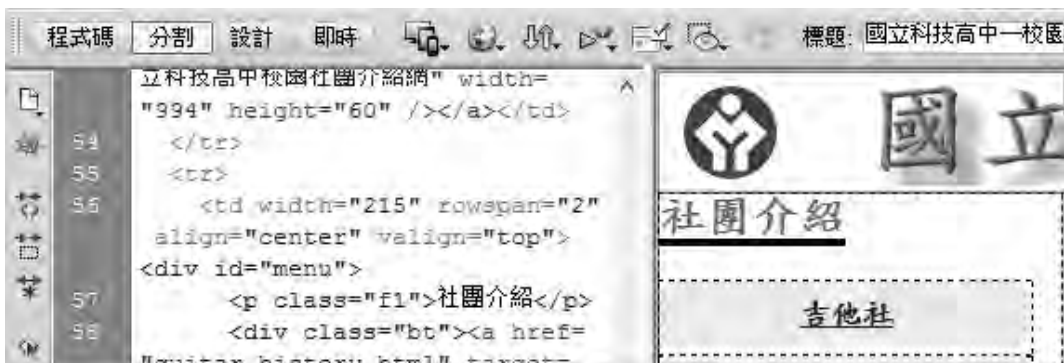 程式碼 分割 設計 即時 標題: 國立科技高中—校園
立科技高中校園社團介紹網" width=
"994" height="60" /></a></td>
54 </tr>
55 <tr>
56 <td width="215" rowspan="2"
align="center" valign="top">
<div id="menu">
57 <p class="f1">社團介紹</p>
58 <div class="bt"><a href=
"guitar_history.html" target=
國立
社團介紹
吉他社